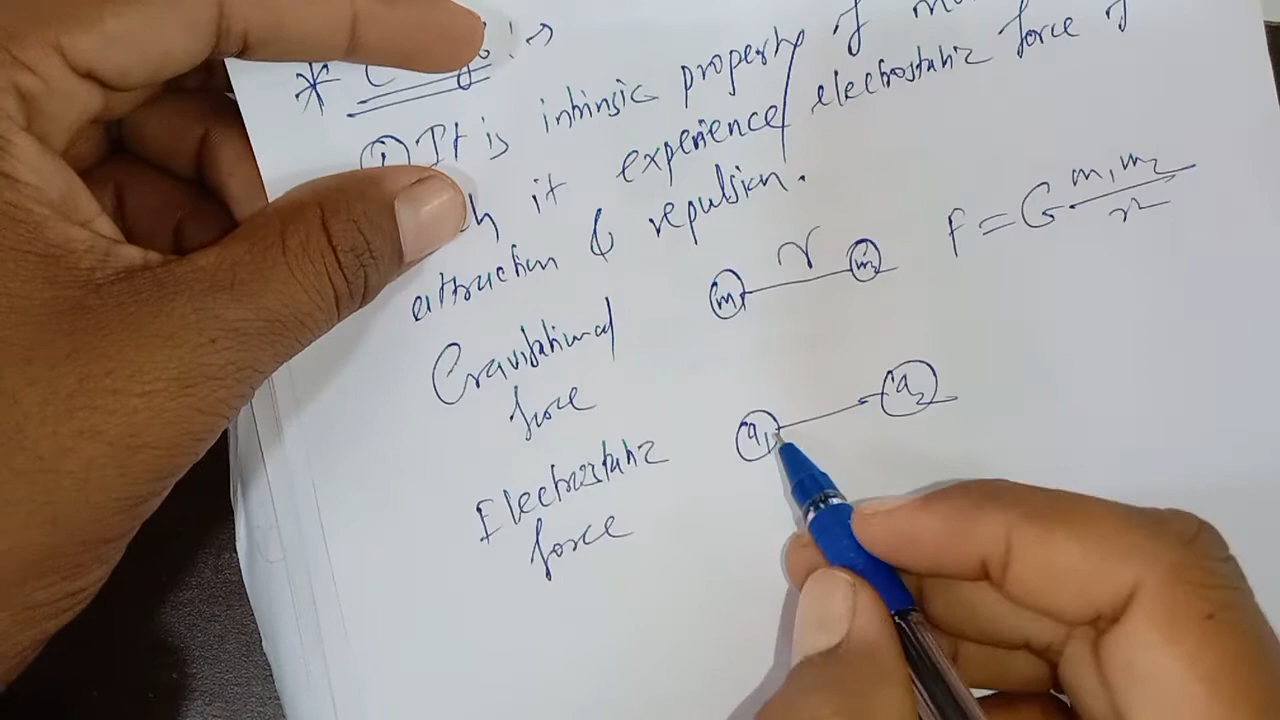 * :→
① It is intrinsic property of
it experience electrostatic force of
attraction & repulsion.
r
m1 m2
F = G m1m2 / r²
Gravitational
force
q1 q2
Electrostatic
force